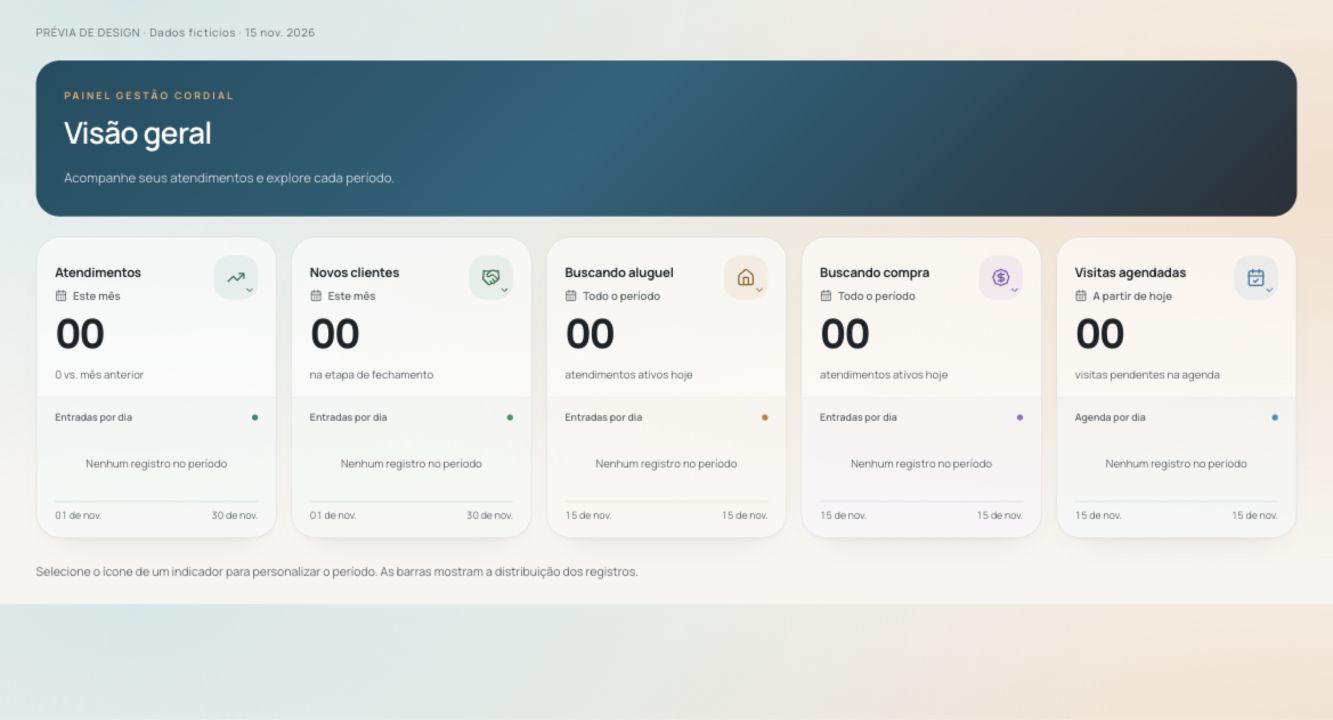 PRÉVIA DE DESIGN · Dados fictícios · 15 nov. 2026
PAINEL GESTÃO CORDIAL
Visão geral
Acompanhe seus atendimentos e explore cada período.
Atendimentos
Este mês
00
0 vs. mês anterior
Entradas por dia
Nenhum registro no período
01 de nov. 30 de nov.
Novos clientes
Este mês
00
na etapa de fechamento
Entradas por dia
Nenhum registro no período
01 de nov. 30 de nov.
Buscando aluguel
Todo o período
00
atendimentos ativos hoje
Entradas por dia
Nenhum registro no período
15 de nov. 15 de nov.
Buscando compra
Todo o período
00
atendimentos ativos hoje
Entradas por dia
Nenhum registro no período
15 de nov. 15 de nov.
Visitas agendadas
A partir de hoje
00
visitas pendentes na agenda
Agenda por dia
Nenhum registro no período
15 de nov. 15 de nov.
Selecione o ícone de um indicador para personalizar o período. As barras mostram a distribuição dos registros.